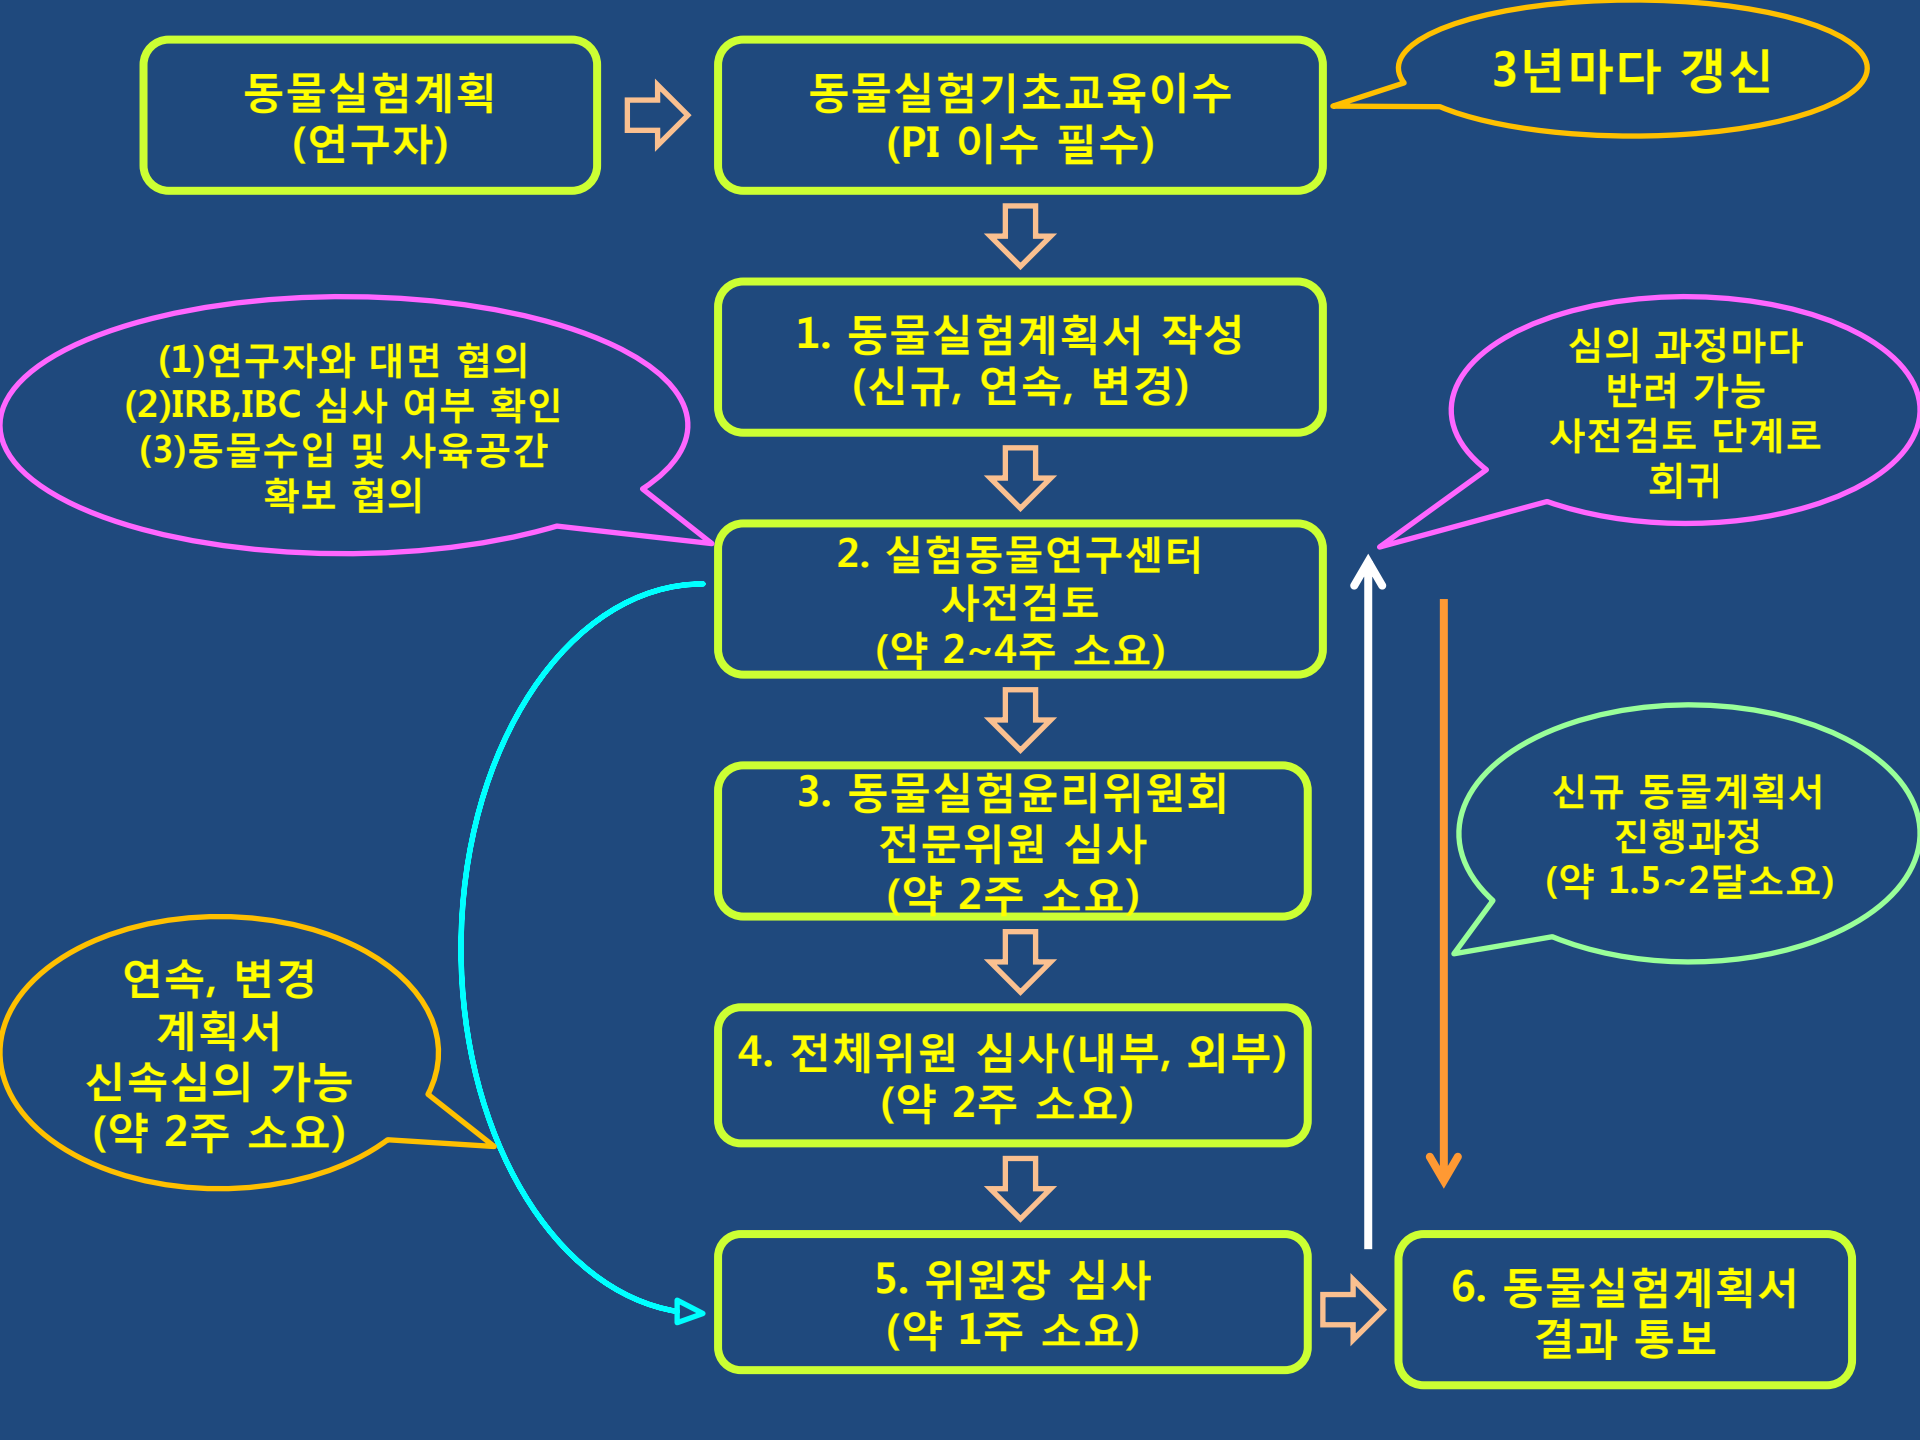 동물실험계획
(연구자)
동물실험기초교육이수
(PI 이수 필수)
3년마다 갱신
1. 동물실험계획서 작성
(신규, 연속, 변경)
(1)연구자와 대면 협의
(2)IRB,IBC 심사 여부 확인
(3)동물수입 및 사육공간
확보 협의
심의 과정마다
반려 가능
사전검토 단계로
회귀
2. 실험동물연구센터
사전검토
(약 2~4주 소요)
3. 동물실험윤리위원회
전문위원 심사
(약 2주 소요)
신규 동물계획서
진행과정
(약 1.5~2달소요)
연속, 변경
계획서
신속심의 가능
(약 2주 소요)
4. 전체위원 심사(내부, 외부)
(약 2주 소요)
5. 위원장 심사
(약 1주 소요)
6. 동물실험계획서
결과 통보